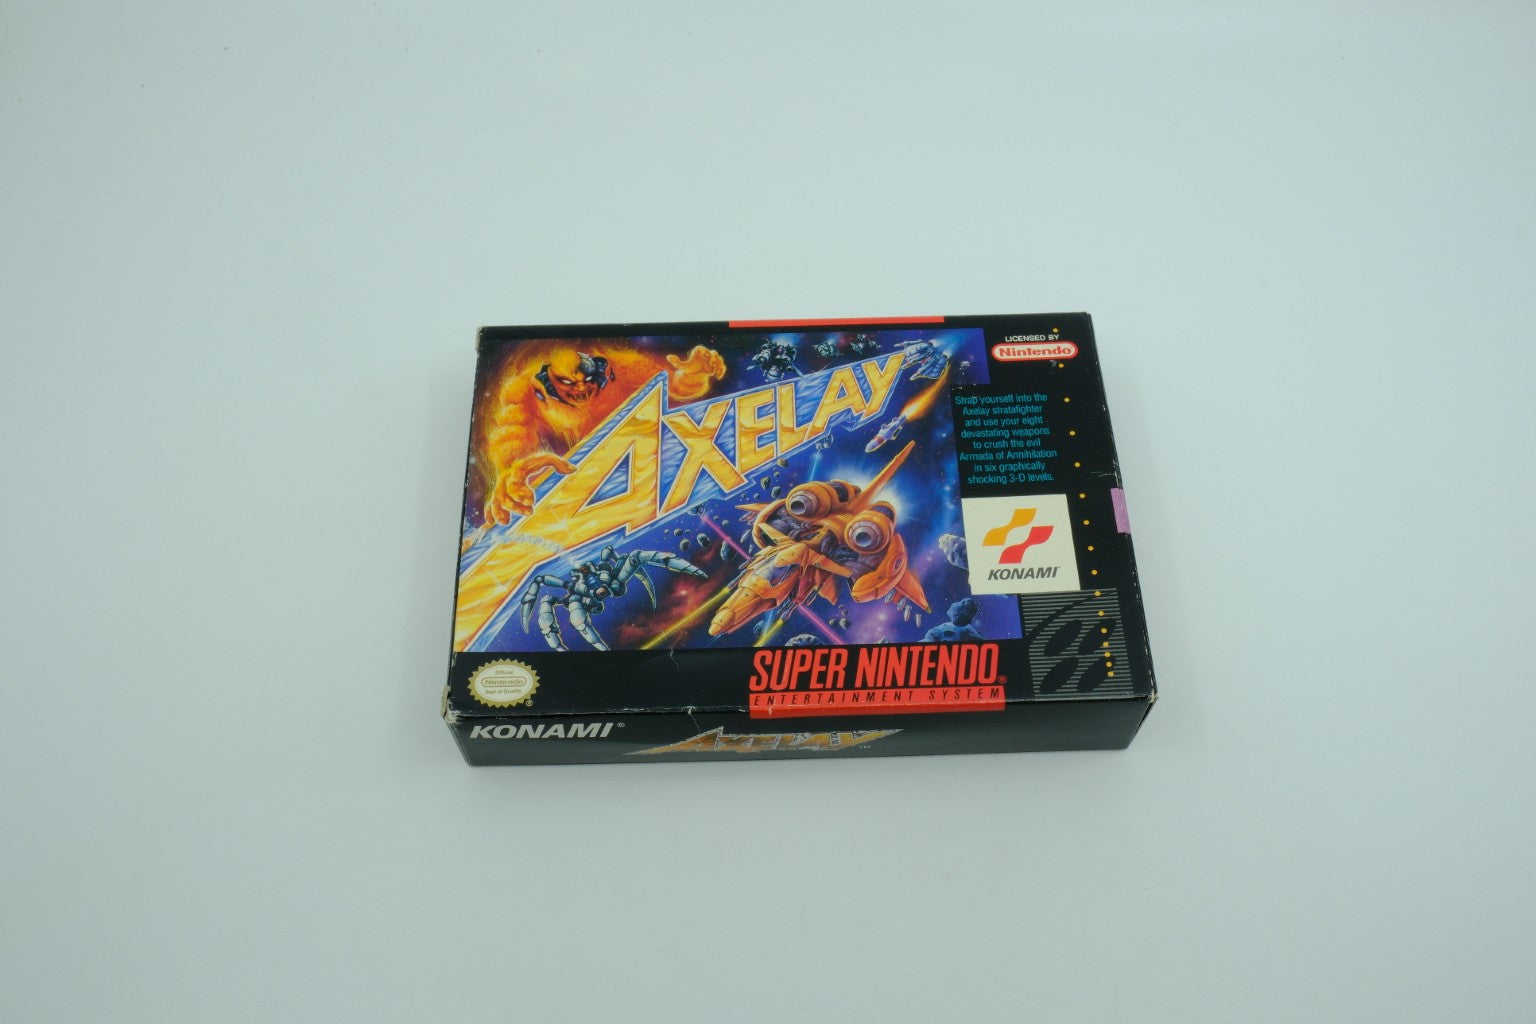 AXELAY
LICENSED BY
Nintendo
Strap yourself into the
Axelay stratafighter
and use your eight
devastating weapons
to crush the evil
Armada of Annihilation
in six graphically
shocking 3-D levels.
KONAMI
SUPER NINTENDO®
ENTERTAINMENT SYSTEM
Official
Nintendo
Seal of Quality
®
KONAMI®
AXELAY™